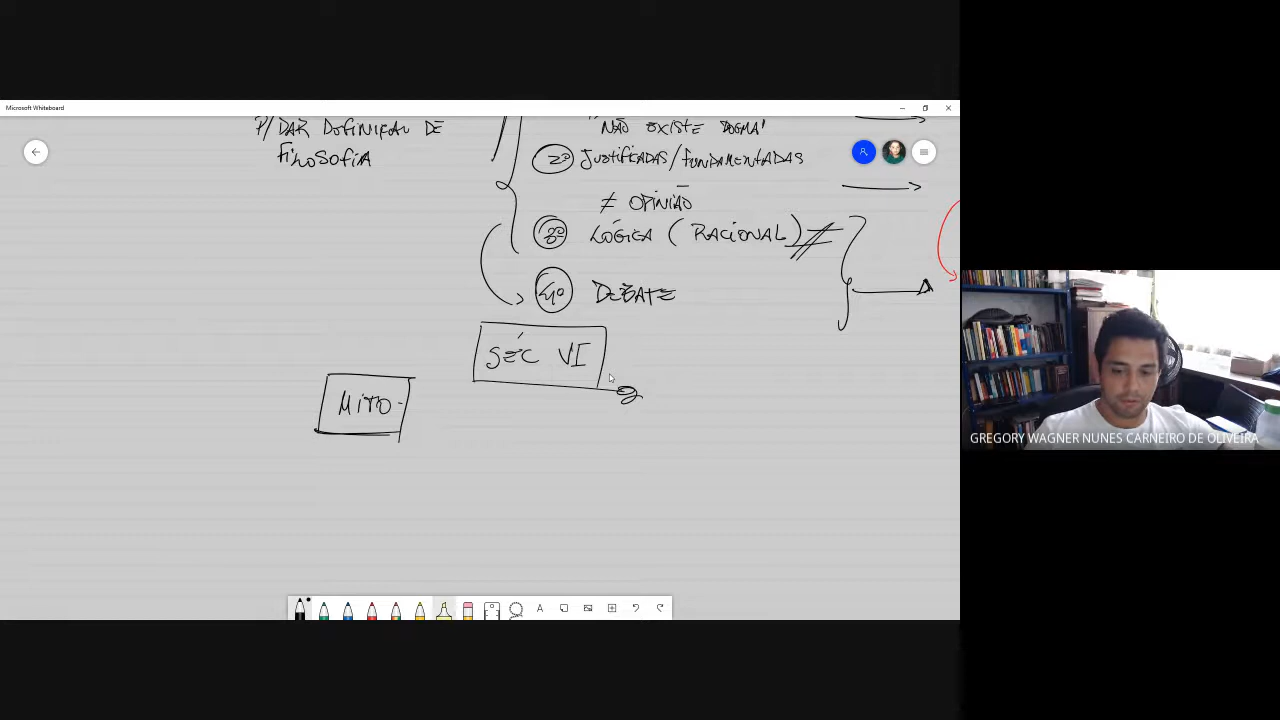 Microsoft Whiteboard
P/ DAR DEFINIÇÃO DE
FILOSOFIA
"NÃO EXISTE DOGMA"
2º JUSTIFICADAS/FUNDAMENTADAS
≠ OPINIÃO
3º LÓGICA (RACIONAL)
4º DEBATE
SÉC VI
MITO
GREGORY WAGNER NUNES CARNEIRO DE OLIVEIRA